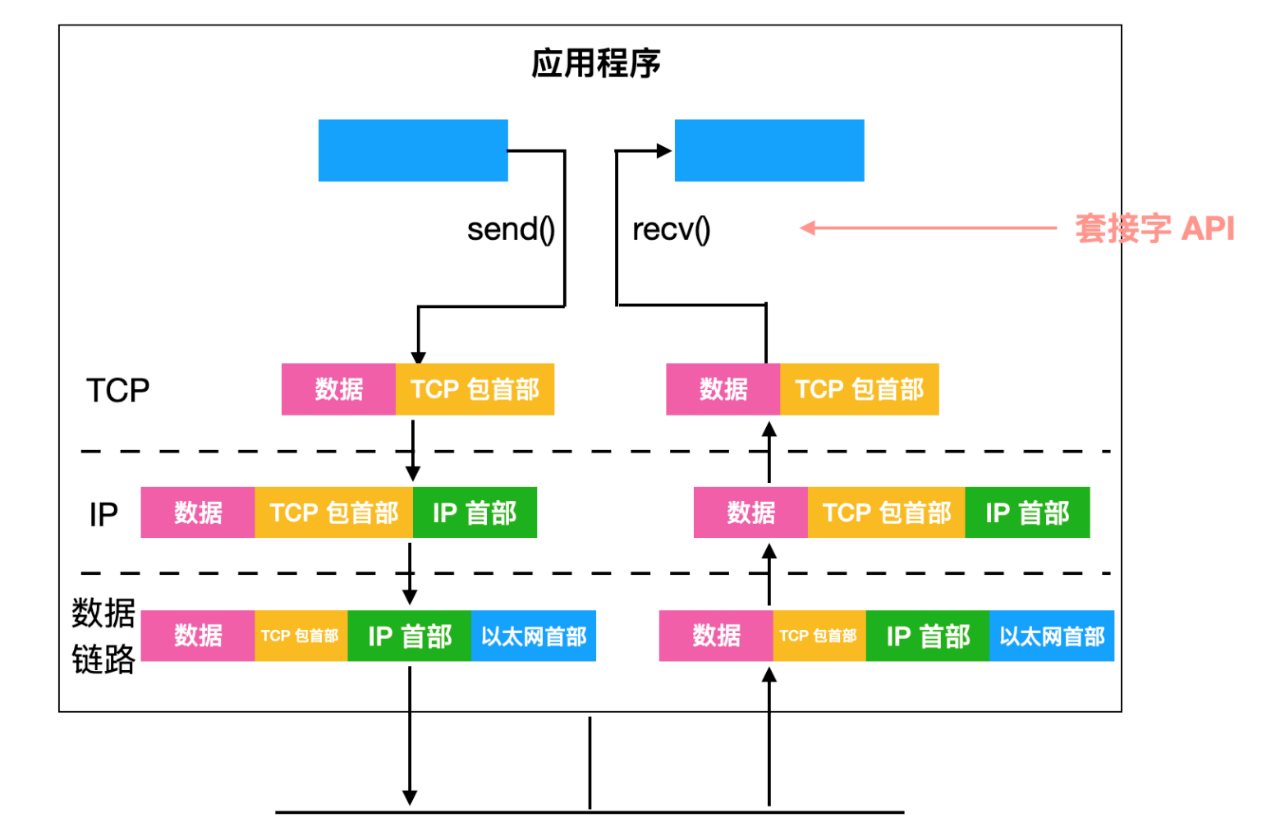 应用程序
send()
recv()
套接字 API
TCP
数据
TCP 包首部
数据
TCP 包首部
IP
数据
TCP 包首部
IP 首部
数据
TCP 包首部
IP 首部
数据
链路
数据
TCP 包首部
IP 首部
以太网首部
数据
TCP 包首部
IP 首部
以太网首部